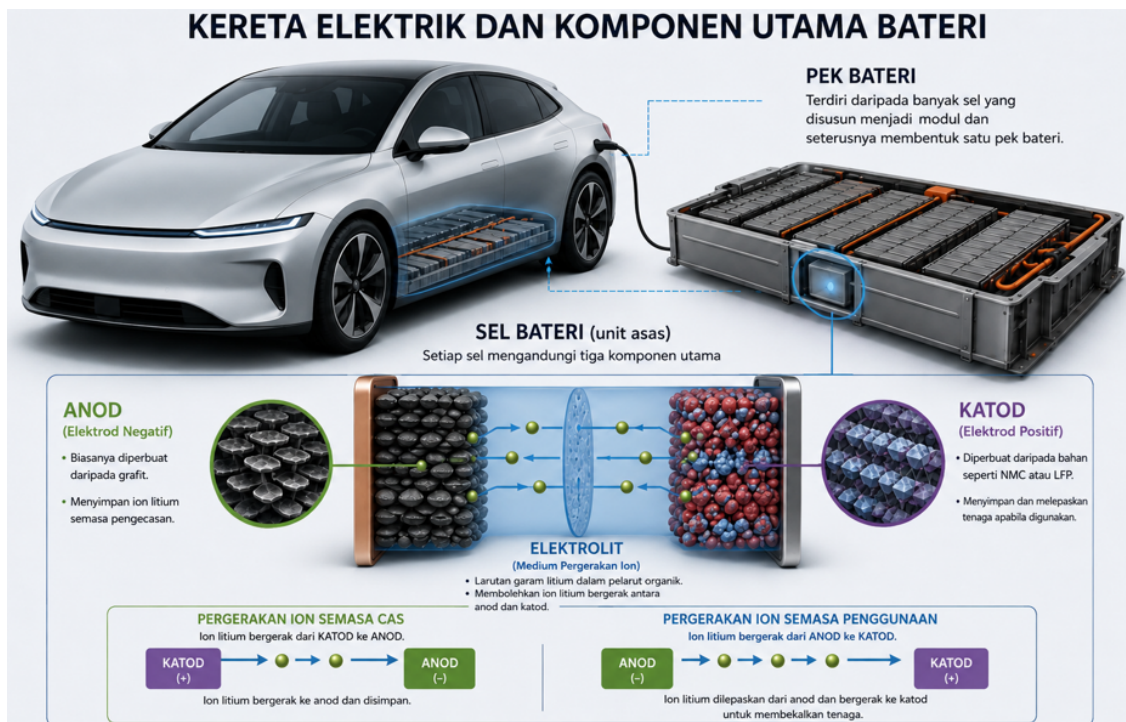 KERETA ELEKTRIK DAN KOMPONEN UTAMA BATERI
PEK BATERI
Terdiri daripada banyak sel yang
disusun menjadi modul dan
seterusnya membentuk satu pek bateri.
SEL BATERI (unit asas)
Setiap sel mengandungi tiga komponen utama
ANOD
(Elektrod Negatif)
• Biasanya diperbuat
daripada grafit.
• Menyimpan ion litium
semasa pengecasan.
KATOD
(Elektrod Positif)
• Diperbuat daripada bahan
seperti NMC atau LFP.
• Menyimpan dan melepaskan
tenaga apabila digunakan.
ELEKTROLIT
(Medium Pergerakan Ion)
• Larutan garam litium dalam pelarut organik.
• Membolehkan ion litium bergerak antara
anod dan katod.
PERGERAKAN ION SEMASA CAS
Ion litium bergerak dari KATOD ke ANOD.
KATOD
(+)
ANOD
(–)
Ion litium bergerak ke anod dan disimpan.
PERGERAKAN ION SEMASA PENGGUNAAN
Ion litium bergerak dari ANOD ke KATOD.
ANOD
(–)
KATOD
(+)
Ion litium dilepaskan dari anod dan bergerak ke katod
untuk membekalkan tenaga.